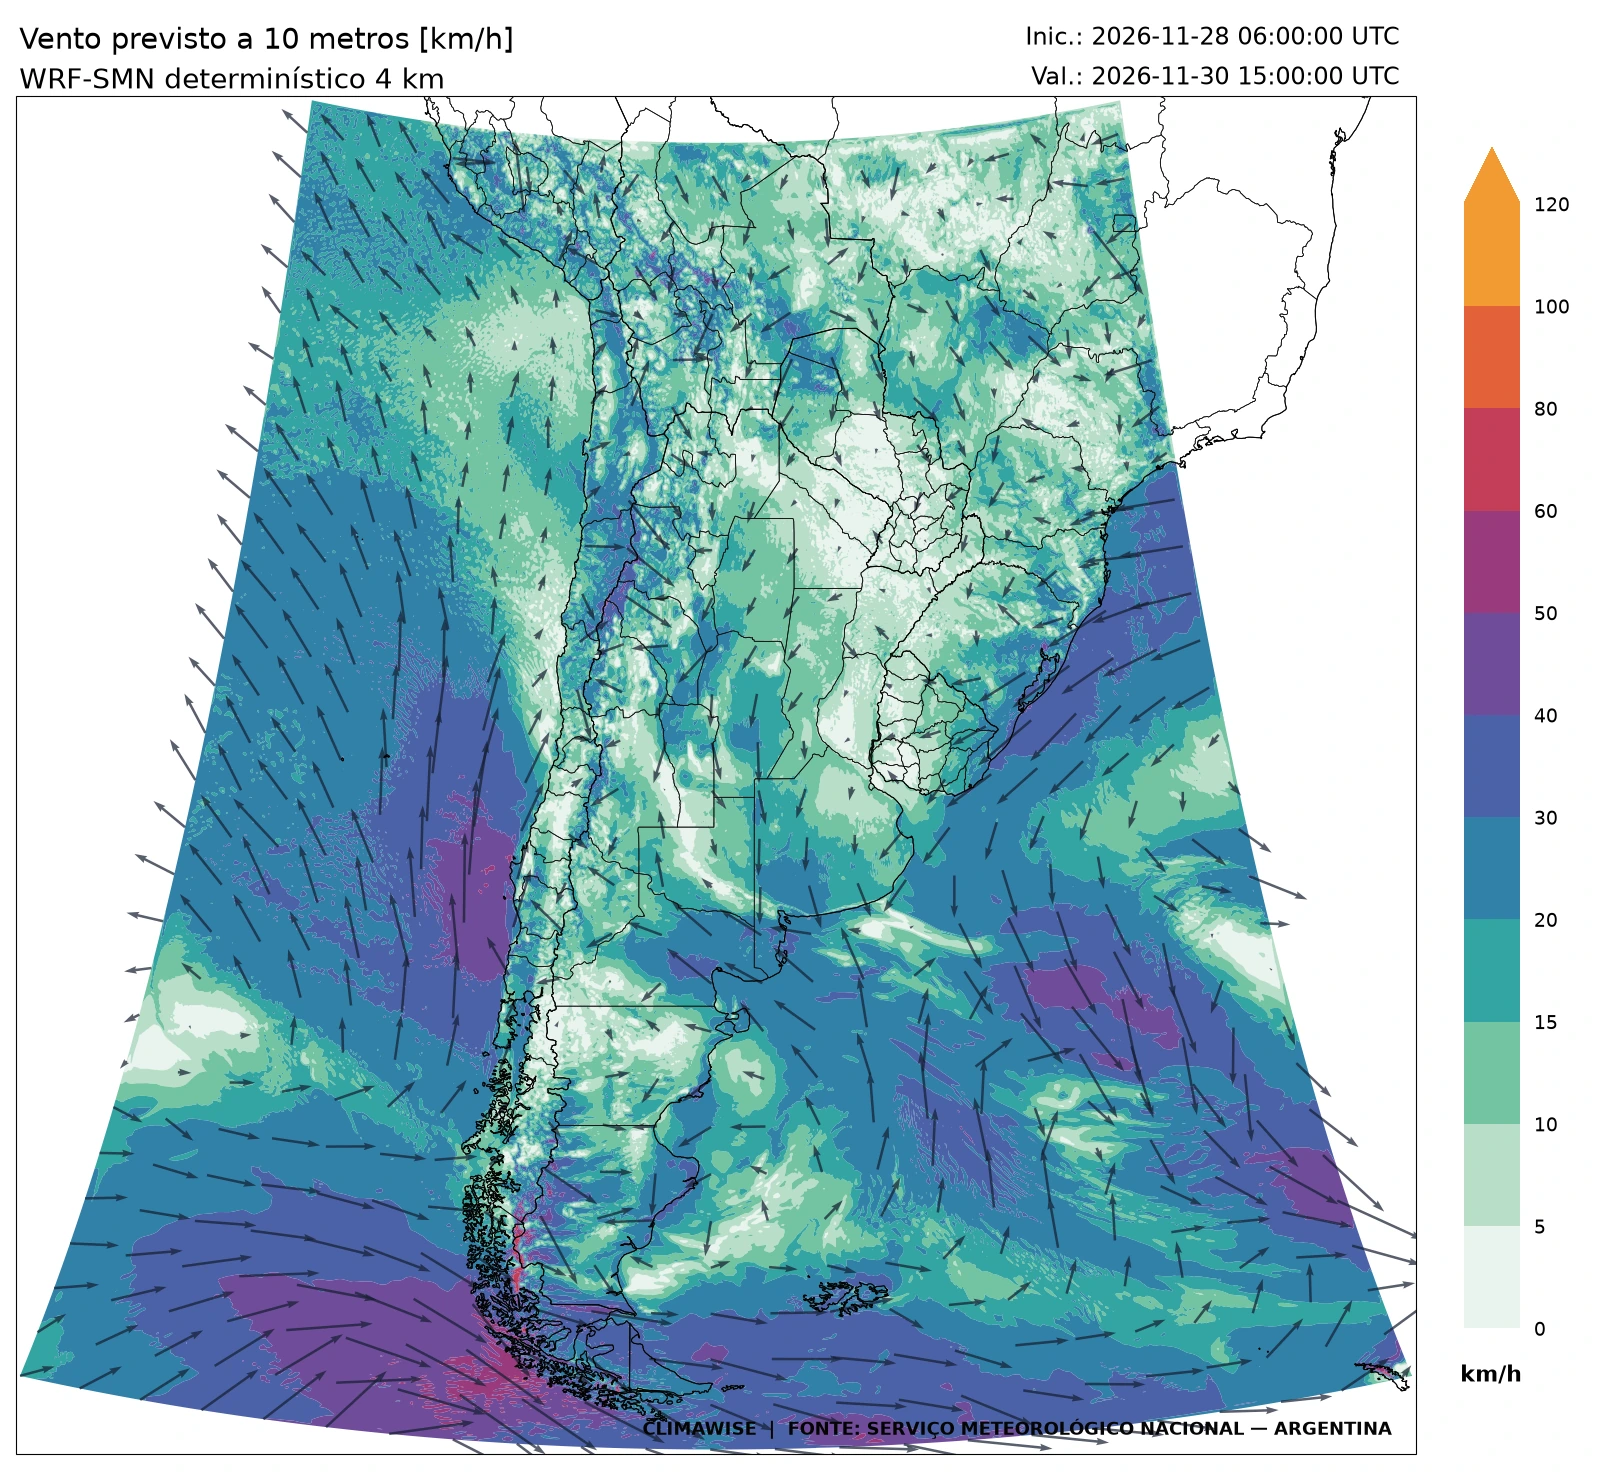 Vento previsto a 10 metros [km/h]
WRF-SMN determinístico 4 km
Inic.: 2026-11-28 06:00:00 UTC
Val.: 2026-11-30 15:00:00 UTC
120
100
80
60
50
40
30
20
15
10
5
0
km/h
CLIMAWISE | FONTE: SERVIÇO METEOROLÓGICO NACIONAL — ARGENTINA